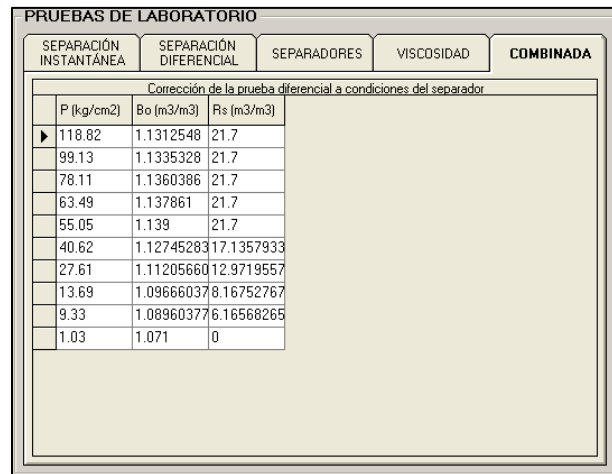 PRUEBAS DE LABORATORIO
SEPARACIÓN INSTANTÁNEA
SEPARACIÓN DIFERENCIAL
SEPARADORES
VISCOSIDAD
COMBINADA
Corrección de la prueba diferencial a condiciones del separador
P (kg/cm2) Bo (m3/m3) Rs (m3/m3)
118.82 1.1312548 21.7
99.13 1.1335328 21.7
78.11 1.1360386 21.7
63.49 1.137861 21.7
55.05 1.139 21.7
40.62 1.12745283 17.1357933
27.61 1.11205660 12.9719557
13.69 1.09666037 8.16752767
9.33 1.08960377 6.16568265
1.03 1.071 0